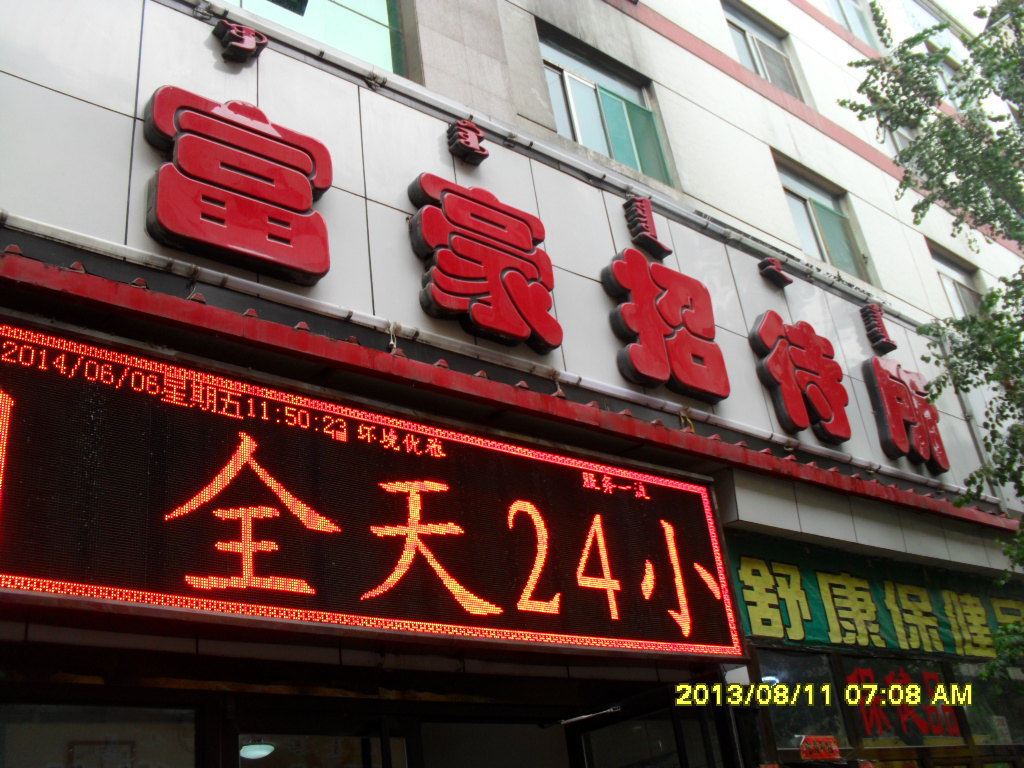 富豪招待所
2014/06/06星期五11:50:23 环境优雅
服务一流
全天24小
舒康保健品
保健品
2013/08/11 07:08 AM